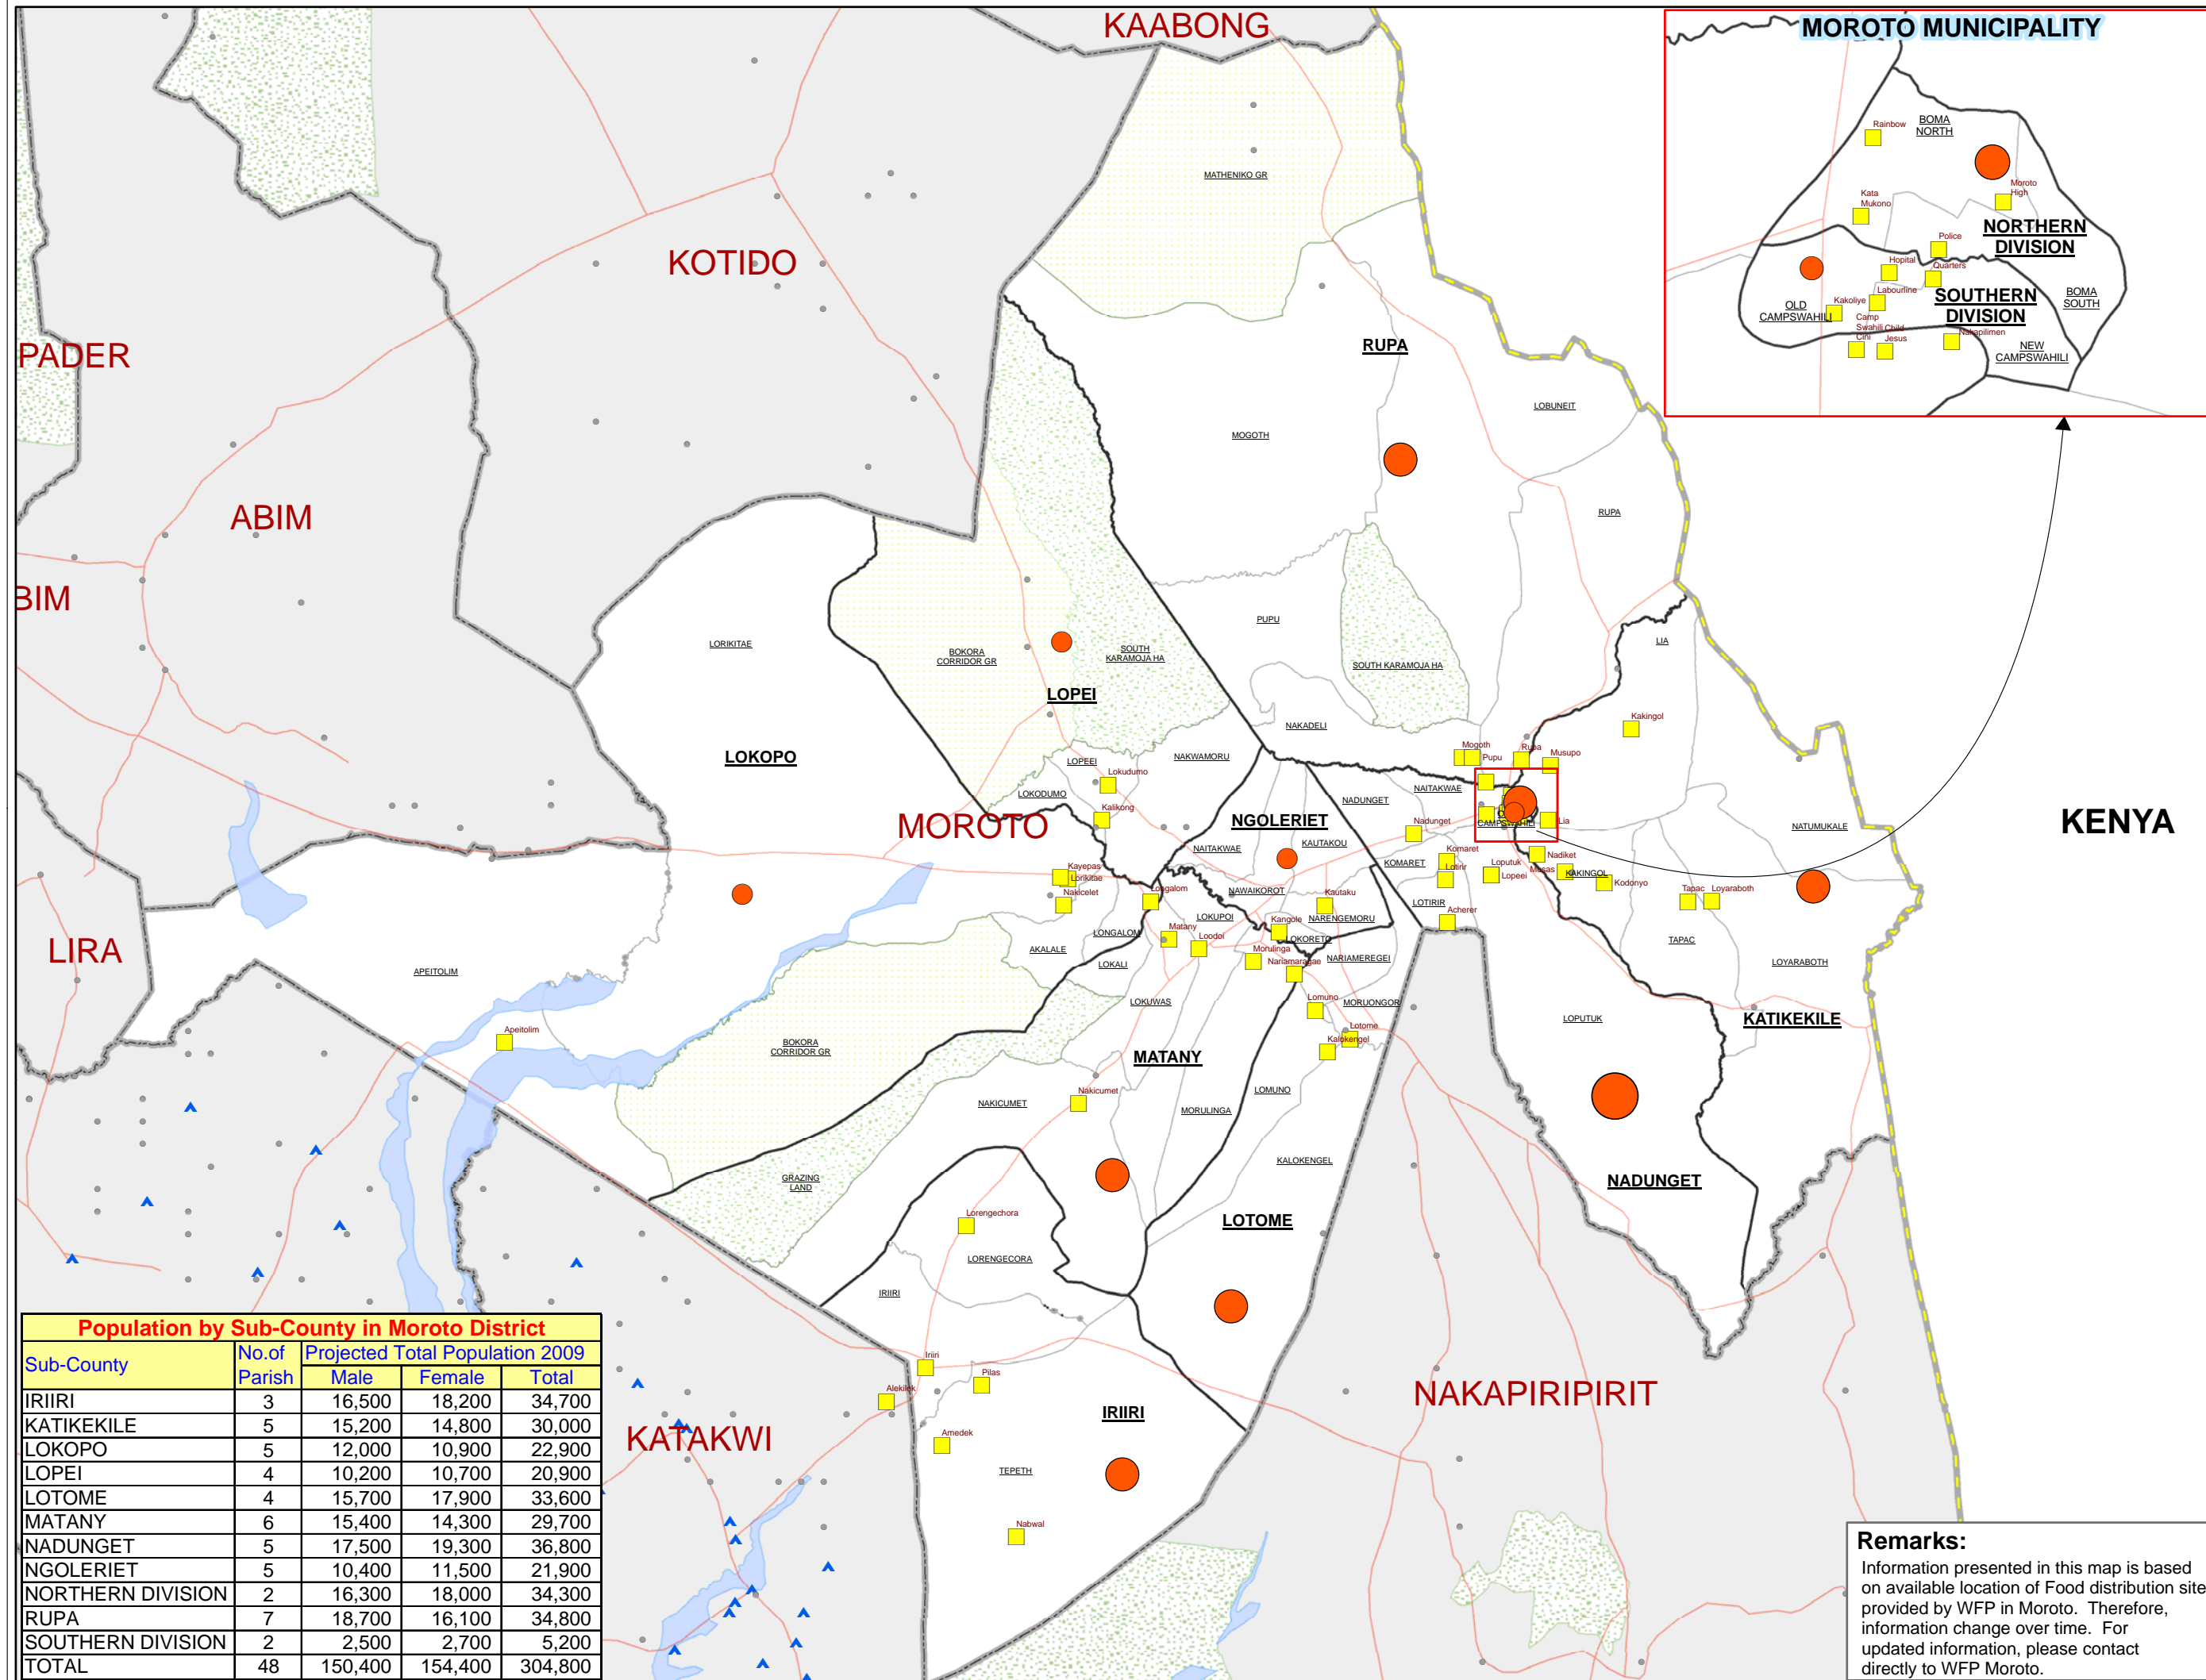 KAABONG
MOROTO MUNICIPALITY
Rainbow
BOMA
NORTH
Moroto
High
Kata
Mukono
NORTHERN
DIVISION
Police
Hopital
Quarters
Labourline
SOUTHERN
DIVISION
BOMA
SOUTH
OLD
CAMPSWAHILI
Kakoliye
Camp
Swahili
Cini
Child
Jesus
Nakapilimen
NEW
CAMPSWAHILI
MATHENIKO GR
KOTIDO
RUPA
PADER
LOBUNEIT
MOGOTH
ABIM
RUPA
BIM
PUPU
LIA
LORIKITAE
BOKORA
CORRIDOR GR
SOUTH
KARAMOJA HA
SOUTH KARAMOJA HA
LOPEI
Kakingol
NAKADELI
LOKOPO
NAKWAMORU
LOPEEI
Mogoth
Pupu
Rupa
Musupo
Lokudumo
LOKODUMO
NAITAKWAE
NADUNGET
Kalikong
MOROTO
NGOLERIET
CAMPSWAHILI
Lia
KENYA
NATUMUKALE
Nadunget
KAUTAKOU
NAITAKWAE
KOMARET
Komaret
Lotirir
Loputuk
Lopeei
Nadiket
Musas
KAKINGOL
Kodonyo
Kayepas
Lorikitae
Nakicelet
Longalom
NAWAIKOROT
Kautaku
LOTIRIR
Acherer
Tapac
Loyaraboth
LOKUPOI
NARENGEMORU
Kangole
LOKORETO
LONGALOM
Matany
Loodoi
AKALALE
LOKALI
Morulinga
Nariamaragae
NARIAMEREGEI
TAPAC
LOYARABOTH
LIRA
APEITOLIM
LOKUWAS
Lomuno
MORUONGOR
LOPUTUK
KATIKEKILE
Apeitolim
BOKORA
CORRIDOR GR
Lotome
Kalokengel
MATANY
Nakicumet
NAKICUMET
MORULINGA
LOMUNO
KALOKENGEL
GRAZING
LAND
NADUNGET
Lorengechora
LOTOME
LORENGECORA
IRIIRI
Iriiri
Pilas
Alekilek
NAKAPIRIPIRIT
IRIIRI
KATAKWI
Amedek
TEPETH
Nabwal
Population by Sub-County in Moroto District
Sub-County No.of Parish Projected Total Population 2009
Male Female Total
IRIIRI 3 16,500 18,200 34,700
KATIKEKILE 5 15,200 14,800 30,000
LOKOPO 5 12,000 10,900 22,900
LOPEI 4 10,200 10,700 20,900
LOTOME 4 15,700 17,900 33,600
MATANY 6 15,400 14,300 29,700
NADUNGET 5 17,500 19,300 36,800
NGOLERIET 5 10,400 11,500 21,900
NORTHERN DIVISION 2 16,300 18,000 34,300
RUPA 7 18,700 16,100 34,800
SOUTHERN DIVISION 2 2,500 2,700 5,200
TOTAL 48 150,400 154,400 304,800
Remarks:
Information presented in this map is based
on available location of Food distribution site
provided by WFP in Moroto. Therefore,
information change over time. For
updated information, please contact
directly to WFP Moroto.